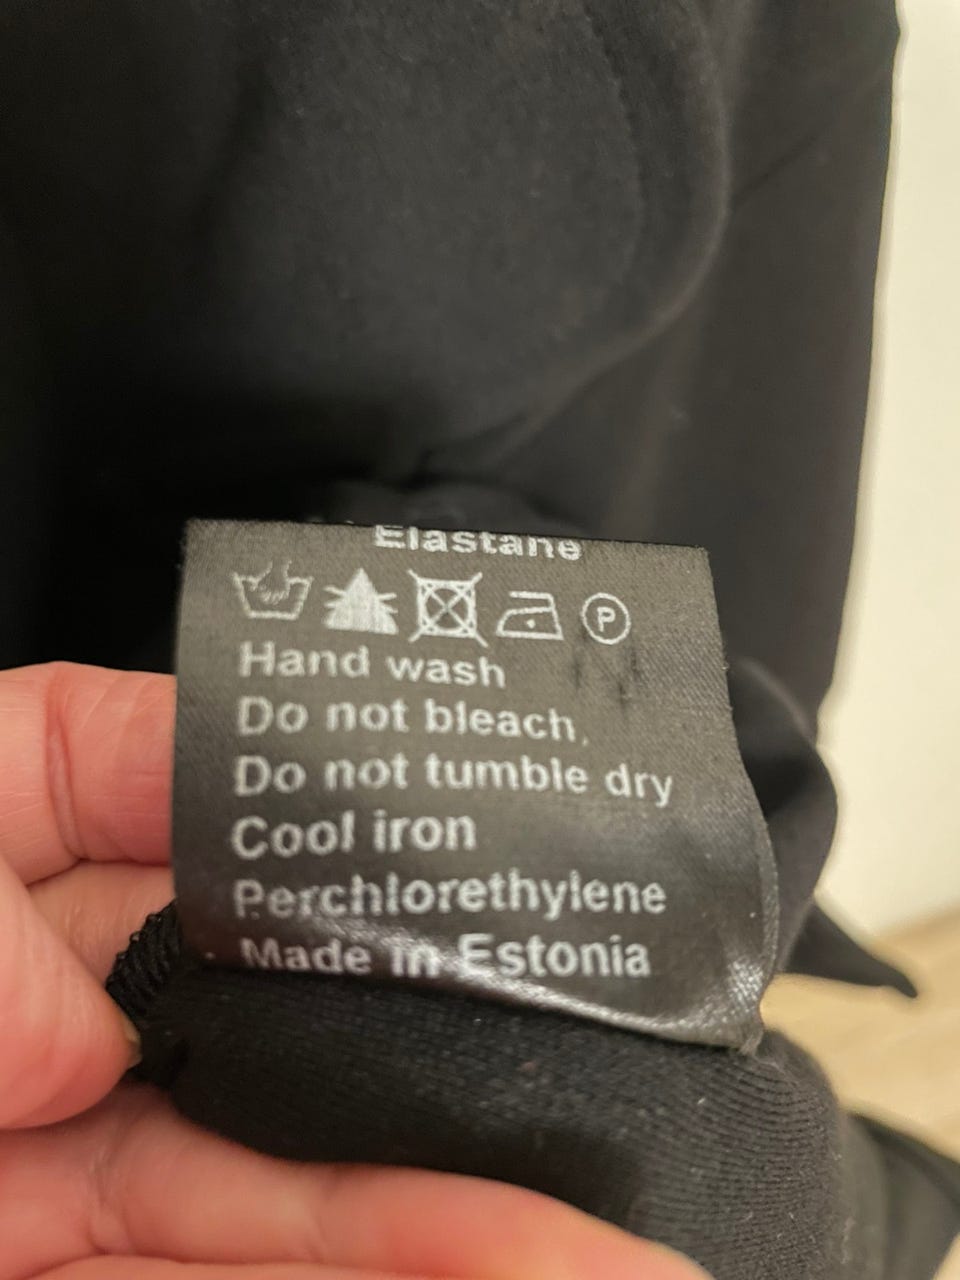 Elastane
P
Hand wash
Do not bleach.
Do not tumble dry
Cool iron
Perchlorethylene
Made in Estonia